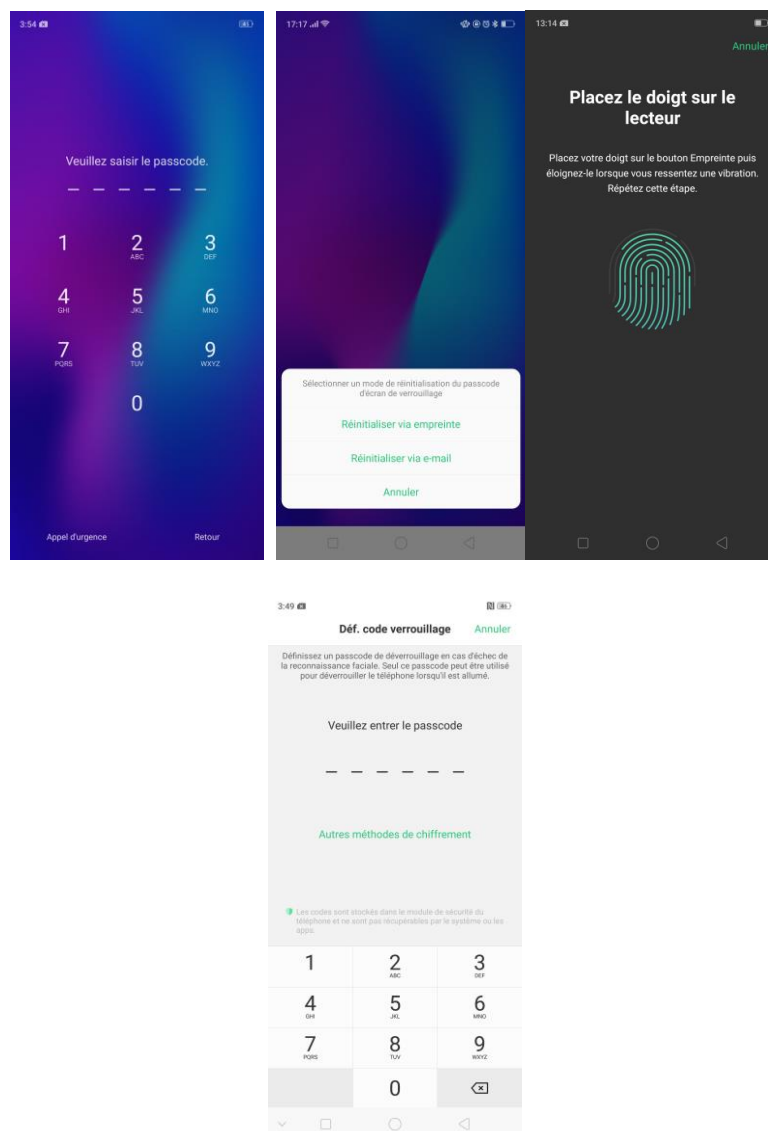 3:54
Veuillez saisir le passcode.
1
2
3
ABC
DEF
4
5
6
GHI
JKL
MNO
7
8
9
PQRS
TUV
WXYZ
0
Appel d'urgence
Retour
17:17
Sélectionner un mode de réinitialisation du passcode
d'écran de verrouillage
Réinitialiser via empreinte
Réinitialiser via e-mail
Annuler
13:14
Annuler
Placez le doigt sur le
lecteur
Placez votre doigt sur le bouton Empreinte puis
éloignez-le lorsque vous ressentez une vibration.
Répétez cette étape.
3:49
Déf. code verrouillage
Annuler
Définissez un passcode de déverrouillage en cas d'échec de
la reconnaissance faciale. Seul ce passcode peut être utilisé
pour déverrouiller le téléphone lorsqu'il est allumé.
Veuillez entrer le passcode
Autres méthodes de chiffrement
Les codes sont stockés dans le module de sécurité du
téléphone et ne sont pas récupérables par le système ou les
apps.
1
2
3
ABC
DEF
4
5
6
GHI
JKL
MNO
7
8
9
PQRS
TUV
WXYZ
0